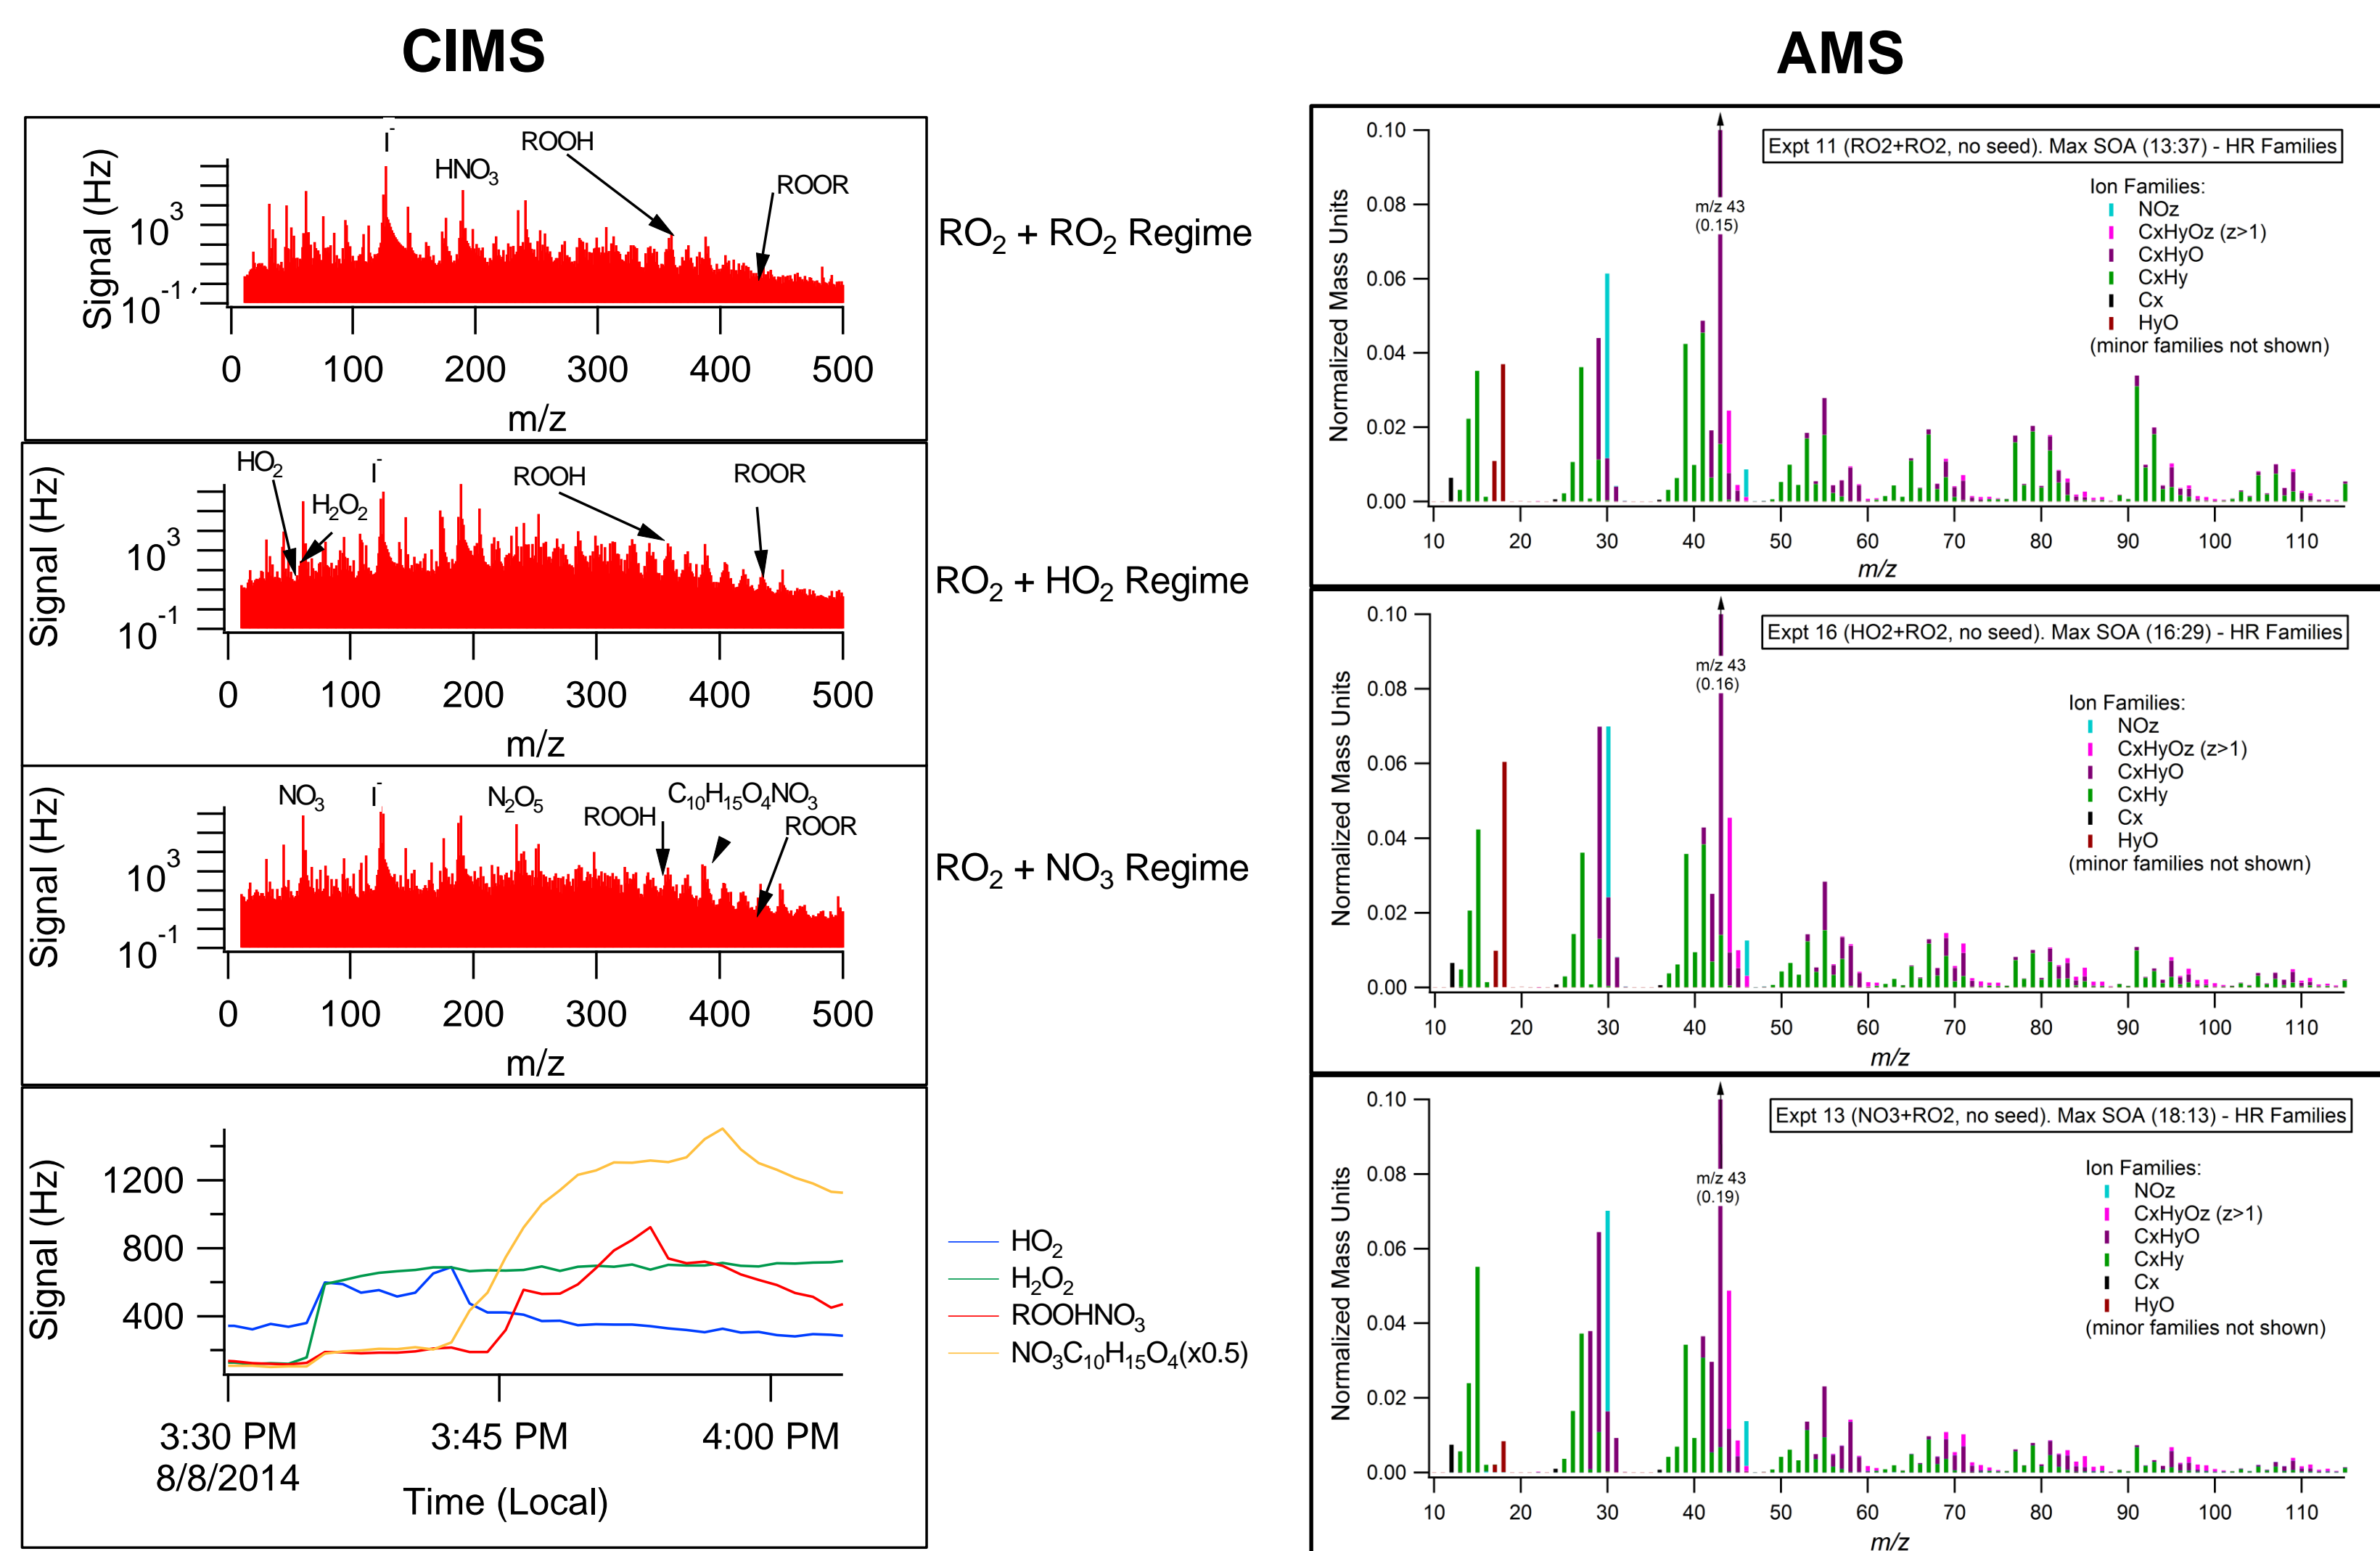 CIMS
AMS
Signal (Hz)
10³
10⁻¹
I⁻
HNO₃
ROOH
ROOR
0 100 200 300 400 500
m/z
RO₂ + RO₂ Regime
Signal (Hz)
10³
10⁻¹
HO₂
H₂O₂
I⁻
ROOH
ROOR
0 100 200 300 400 500
m/z
RO₂ + HO₂ Regime
Signal (Hz)
10³
10⁻¹
NO₃
I⁻
N₂O₅
ROOH
C₁₀H₁₅O₄NO₃
ROOR
0 100 200 300 400 500
m/z
RO₂ + NO₃ Regime
Signal (Hz)
1200
800
400
3:30 PM 3:45 PM 4:00 PM
8/8/2014
Time (Local)
HO₂
H₂O₂
ROOHNO₃
NO₃C₁₀H₁₅O₄(x0.5)
Normalized Mass Units
0.10
0.08
0.06
0.04
0.02
0.00
Expt 11 (RO2+RO2, no seed). Max SOA (13:37) - HR Families
m/z 43
(0.15)
Ion Families:
NOz
CxHyOz (z>1)
CxHyO
CxHy
Cx
HyO
(minor families not shown)
10 20 30 40 50 60 70 80 90 100 110
m/z
Normalized Mass Units
0.10
0.08
0.06
0.04
0.02
0.00
Expt 16 (HO2+RO2, no seed). Max SOA (16:29) - HR Families
m/z 43
(0.16)
Ion Families:
NOz
CxHyOz (z>1)
CxHyO
CxHy
Cx
HyO
(minor families not shown)
10 20 30 40 50 60 70 80 90 100 110
m/z
Normalized Mass Units
0.10
0.08
0.06
0.04
0.02
0.00
Expt 13 (NO3+RO2, no seed). Max SOA (18:13) - HR Families
m/z 43
(0.19)
Ion Families:
NOz
CxHyOz (z>1)
CxHyO
CxHy
Cx
HyO
(minor families not shown)
10 20 30 40 50 60 70 80 90 100 110
m/z